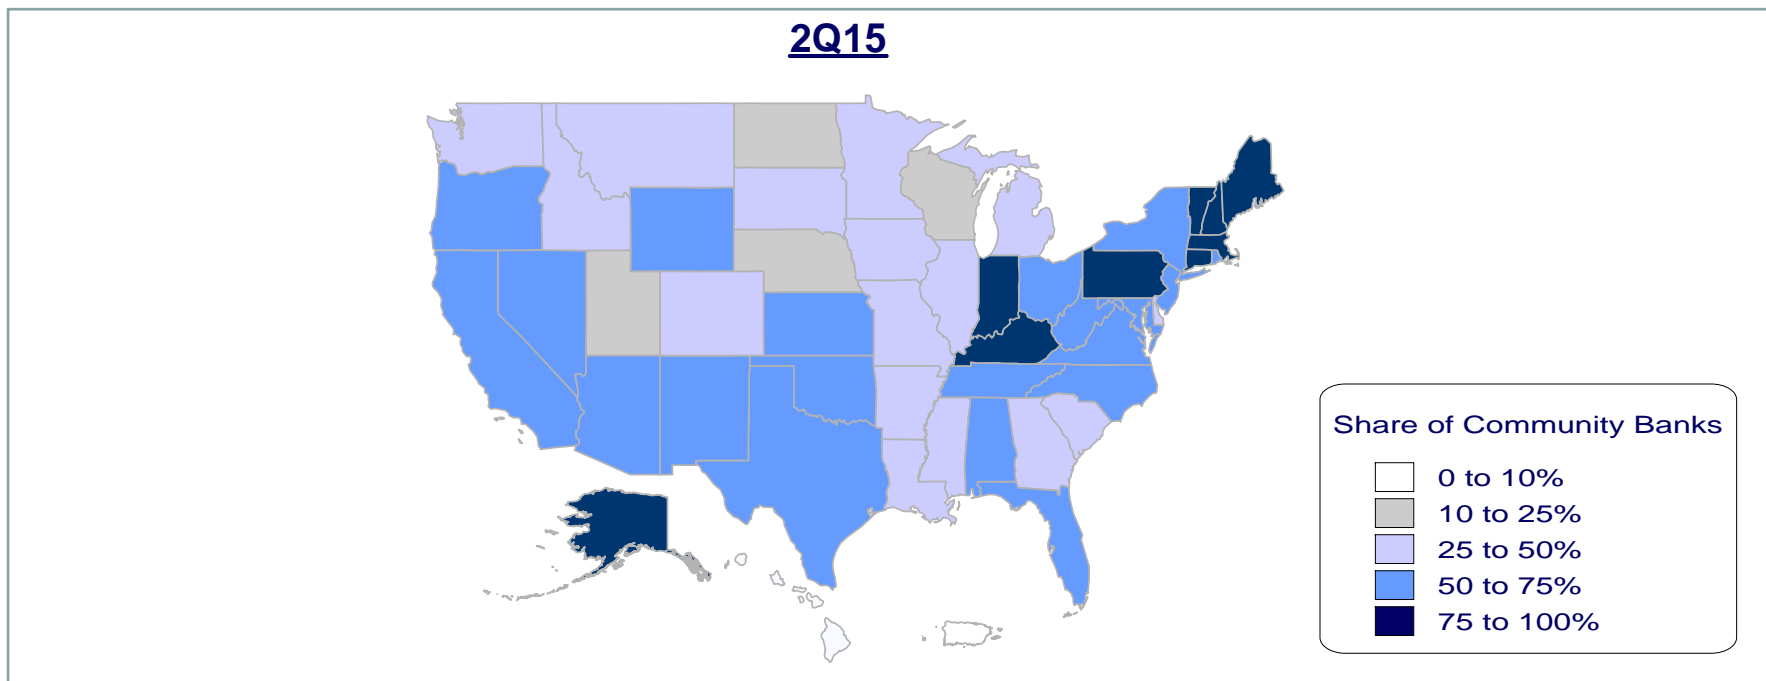 2Q15
Share of Community Banks
0 to 10%
10 to 25%
25 to 50%
50 to 75%
75 to 100%